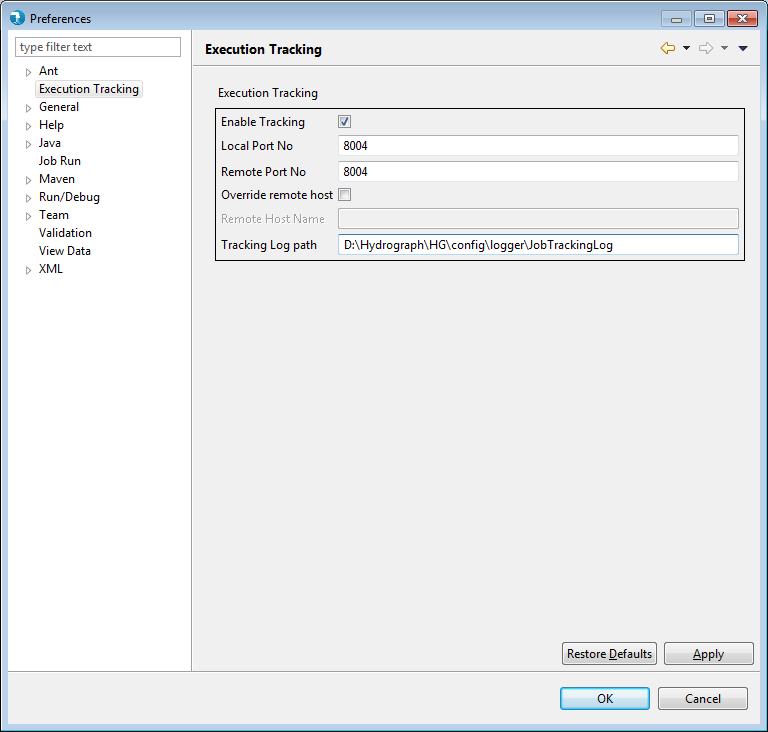 Preferences
type filter text
Ant
Execution Tracking
General
Help
Java
Job Run
Maven
Run/Debug
Team
Validation
View Data
XML
Execution Tracking
Execution Tracking
Enable Tracking
Local Port No 8004
Remote Port No 8004
Override remote host
Remote Host Name
Tracking Log path D:\Hydrograph\HG\config\logger\JobTrackingLog
Restore Defaults Apply
OK Cancel